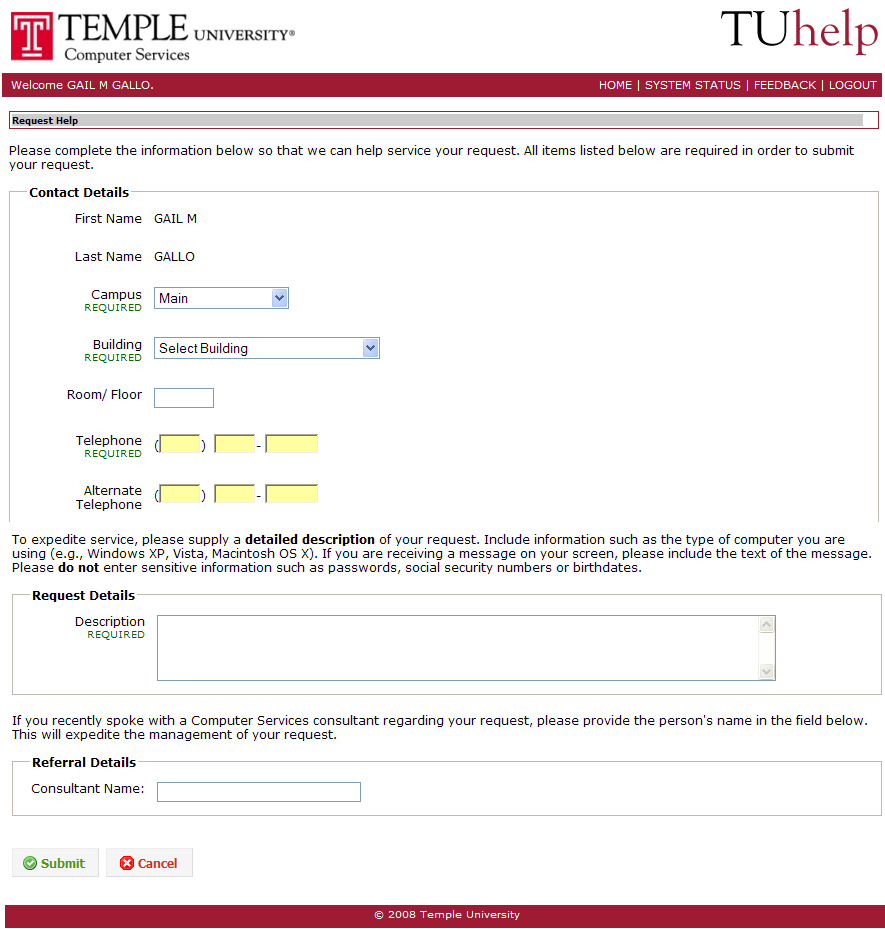 TEMPLE UNIVERSITY®
Computer Services
TUhelp
Welcome GAIL M GALLO.
HOME | SYSTEM STATUS | FEEDBACK | LOGOUT
Request Help
Please complete the information below so that we can help service your request. All items listed below are required in order to submit
your request.
Contact Details
First Name GAIL M
Last Name GALLO
Campus Main
REQUIRED
Building Select Building
REQUIRED
Room/ Floor
Telephone ( ) -
REQUIRED
Alternate ( ) -
Telephone
To expedite service, please supply a detailed description of your request. Include information such as the type of computer you are
using (e.g., Windows XP, Vista, Macintosh OS X). If you are receiving a message on your screen, please include the text of the message.
Please do not enter sensitive information such as passwords, social security numbers or birthdates.
Request Details
Description
REQUIRED
If you recently spoke with a Computer Services consultant regarding your request, please provide the person's name in the field below.
This will expedite the management of your request.
Referral Details
Consultant Name:
Submit Cancel
© 2008 Temple University